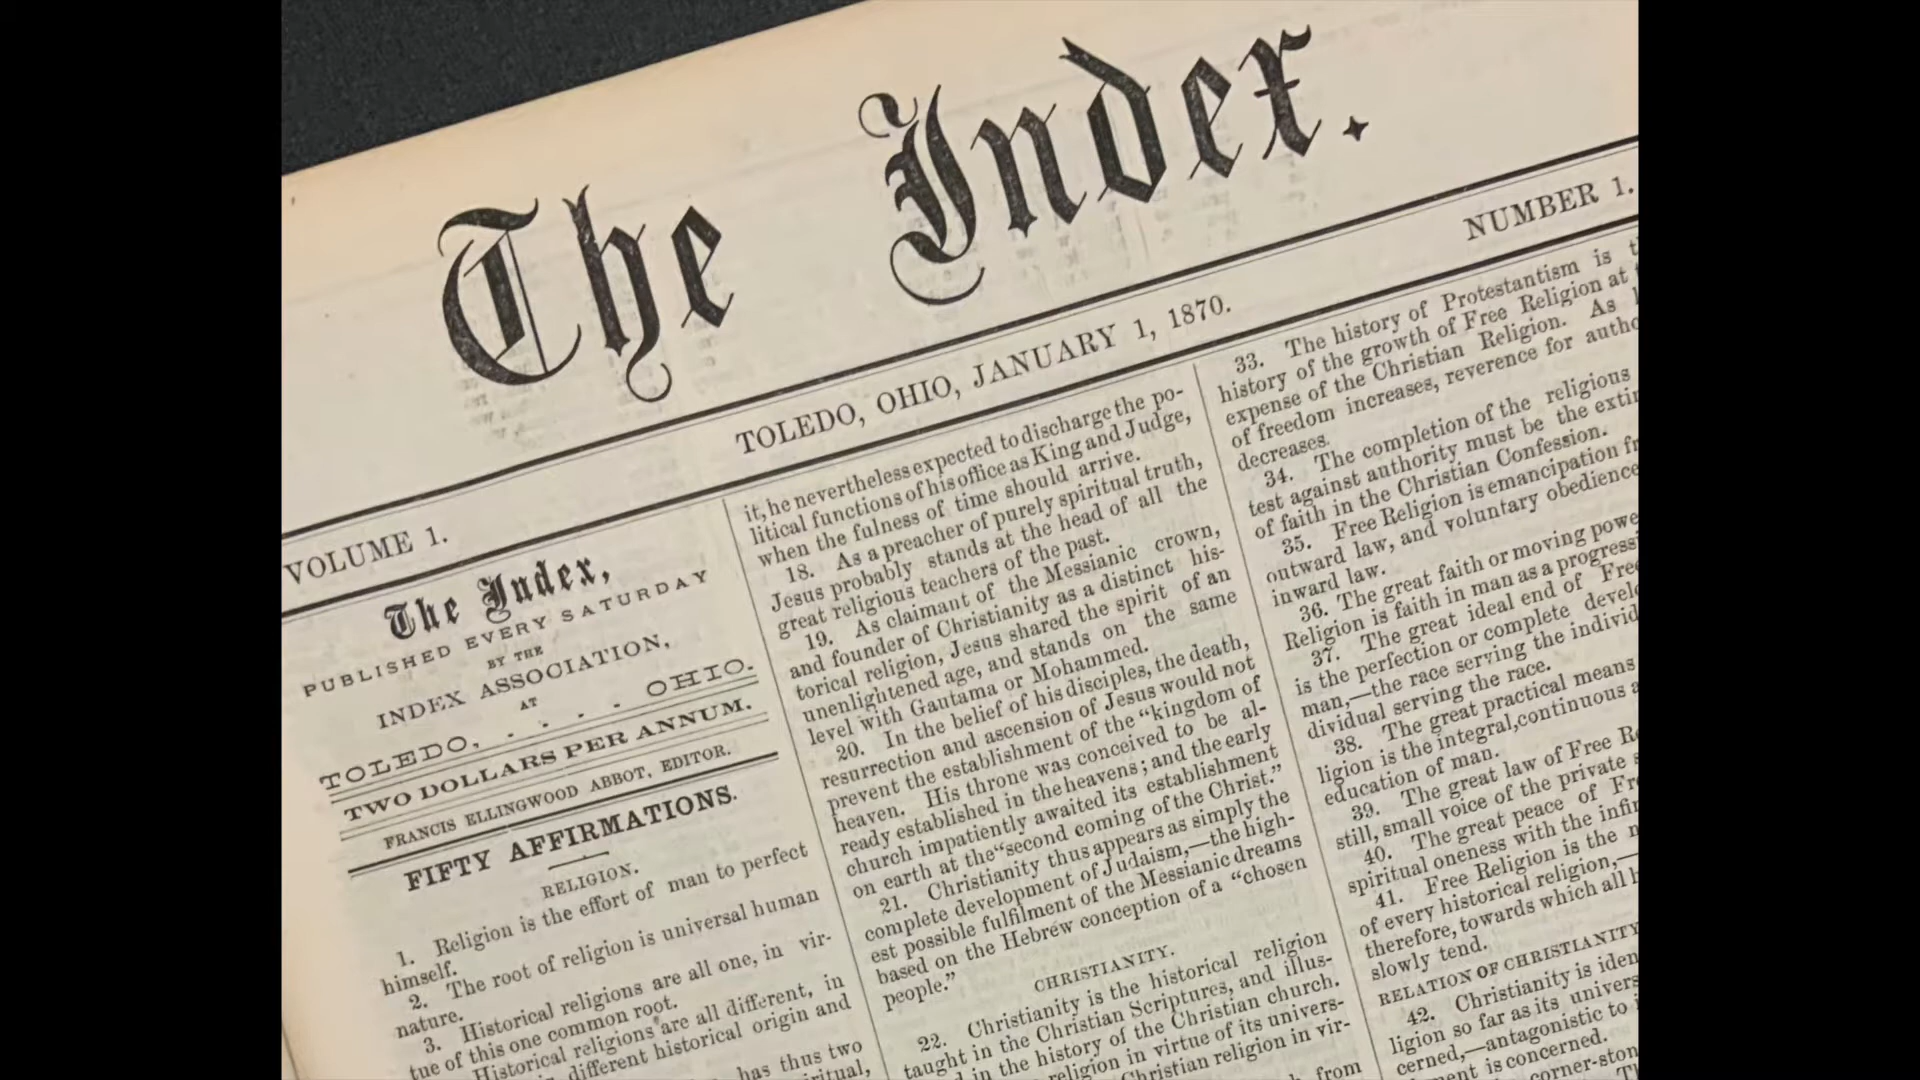 The Index.
VOLUME 1.
TOLEDO, OHIO, JANUARY 1, 1870.
NUMBER 1.
The Index,
PUBLISHED EVERY SATURDAY
BY THE
INDEX ASSOCIATION,
AT
TOLEDO, . . . . OHIO.
TWO DOLLARS PER ANNUM.
FRANCIS ELLINGWOOD ABBOT, EDITOR.
FIFTY AFFIRMATIONS.
RELIGION.
1. Religion is the effort of man to perfect
himself.
2. The root of religion is universal human
nature.
3. Historical religions are all one, in vir-
tue of this one common root.
Historical religions are all different, in
different historical origin and
has thus two
it, he nevertheless expected to discharge the po-
litical functions of his office as King and Judge,
when the fulness of time should arrive.
18. As a preacher of purely spiritual truth,
Jesus probably stands at the head of all the
great religious teachers of the past.
19. As claimant of the Messianic crown,
and founder of Christianity as a distinct his-
torical religion, Jesus shared the spirit of an
unenlightened age, and stands on the same
level with Gautama or Mohammed.
20. In the belief of his disciples, the death,
resurrection and ascension of Jesus would not
prevent the establishment of the "kingdom of
heaven. His throne was conceived to be al-
ready established in the heavens; and the early
church impatiently awaited its establishment
on earth at the "second coming of the Christ."
21. Christianity thus appears as simply the
complete development of Judaism,—the high-
est possible fulfilment of the Messianic dreams
based on the Hebrew conception of a "chosen
people."
CHRISTIANITY.
22. Christianity is the historical religion
taught in the Christian Scriptures, and illus-
in the history of the Christian church.
religion in virtue of its univers-
Christian religion in vir-
from
33. The history of Protestantism is
history of the growth of Free Religion at
expense of the Christian Religion. As
of freedom increases, reverence for autho
decreases.
34. The completion of the religious
test against authority must be the extin
of faith in the Christian Confession.
35. Free Religion is emancipation fr
outward law, and voluntary obedience
inward law.
36. The great faith or moving powe
Religion is faith in man as a progressi
37. The great ideal end of Free
is the perfection or complete develo
man,—the race serving the individ
dividual serving the race.
38. The great practical means
ligion is the integral, continuous a
education of man.
39. The great law of Free R
still, small voice of the private s
40. The great peace of Fr
spiritual oneness with the infin
41. Free Religion is the n
of every historical religion,—
therefore, towards which all h
slowly tend.
RELATION OF CHRISTIANITY
42. Christianity is iden
ligion so far as its univers
cerned,—antagonistic to
ment is concerned.
corner-ston